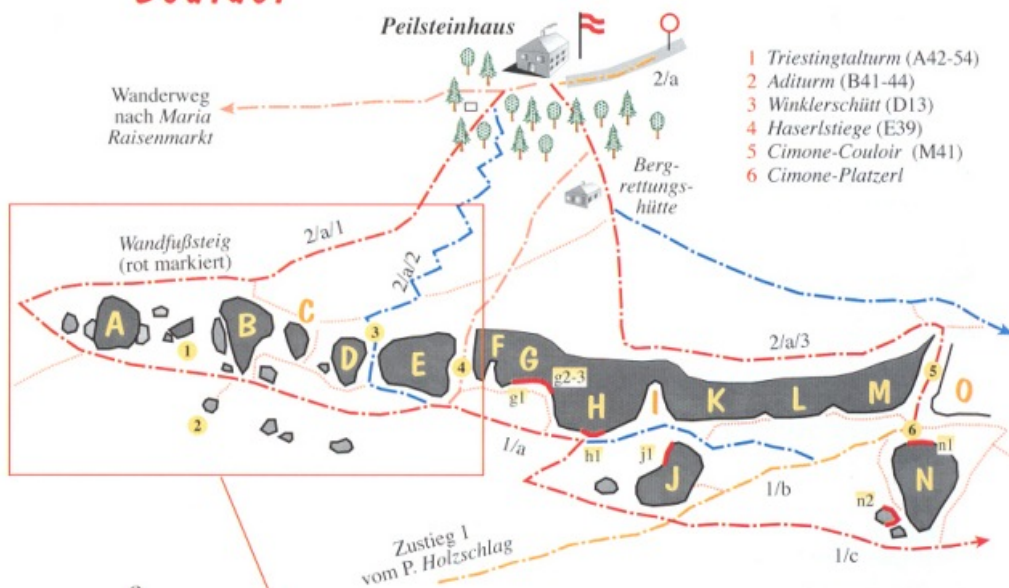 Peilsteinhaus
2/a
1 Triestingtalturm (A42-54)
2 Aditurm (B41-44)
3 Winklerschütt (D13)
4 Haserlstiege (E39)
5 Cimone-Couloir (M41)
6 Cimone-Platzerl
Wanderweg
nach Maria
Raisenmarkt
Berg-
rettungs-
hütte
2/a/1
2/a/2
Wandfußsteig
(rot markiert)
A
B
C
D
E
F
G
H
I
K
L
M
O
1
2
3
4
5
6
2/a/3
g1
g2-3
h1
j1
J
n1
N
n2
1/a
1/b
1/c
Zustieg 1
vom P. Holzschlag